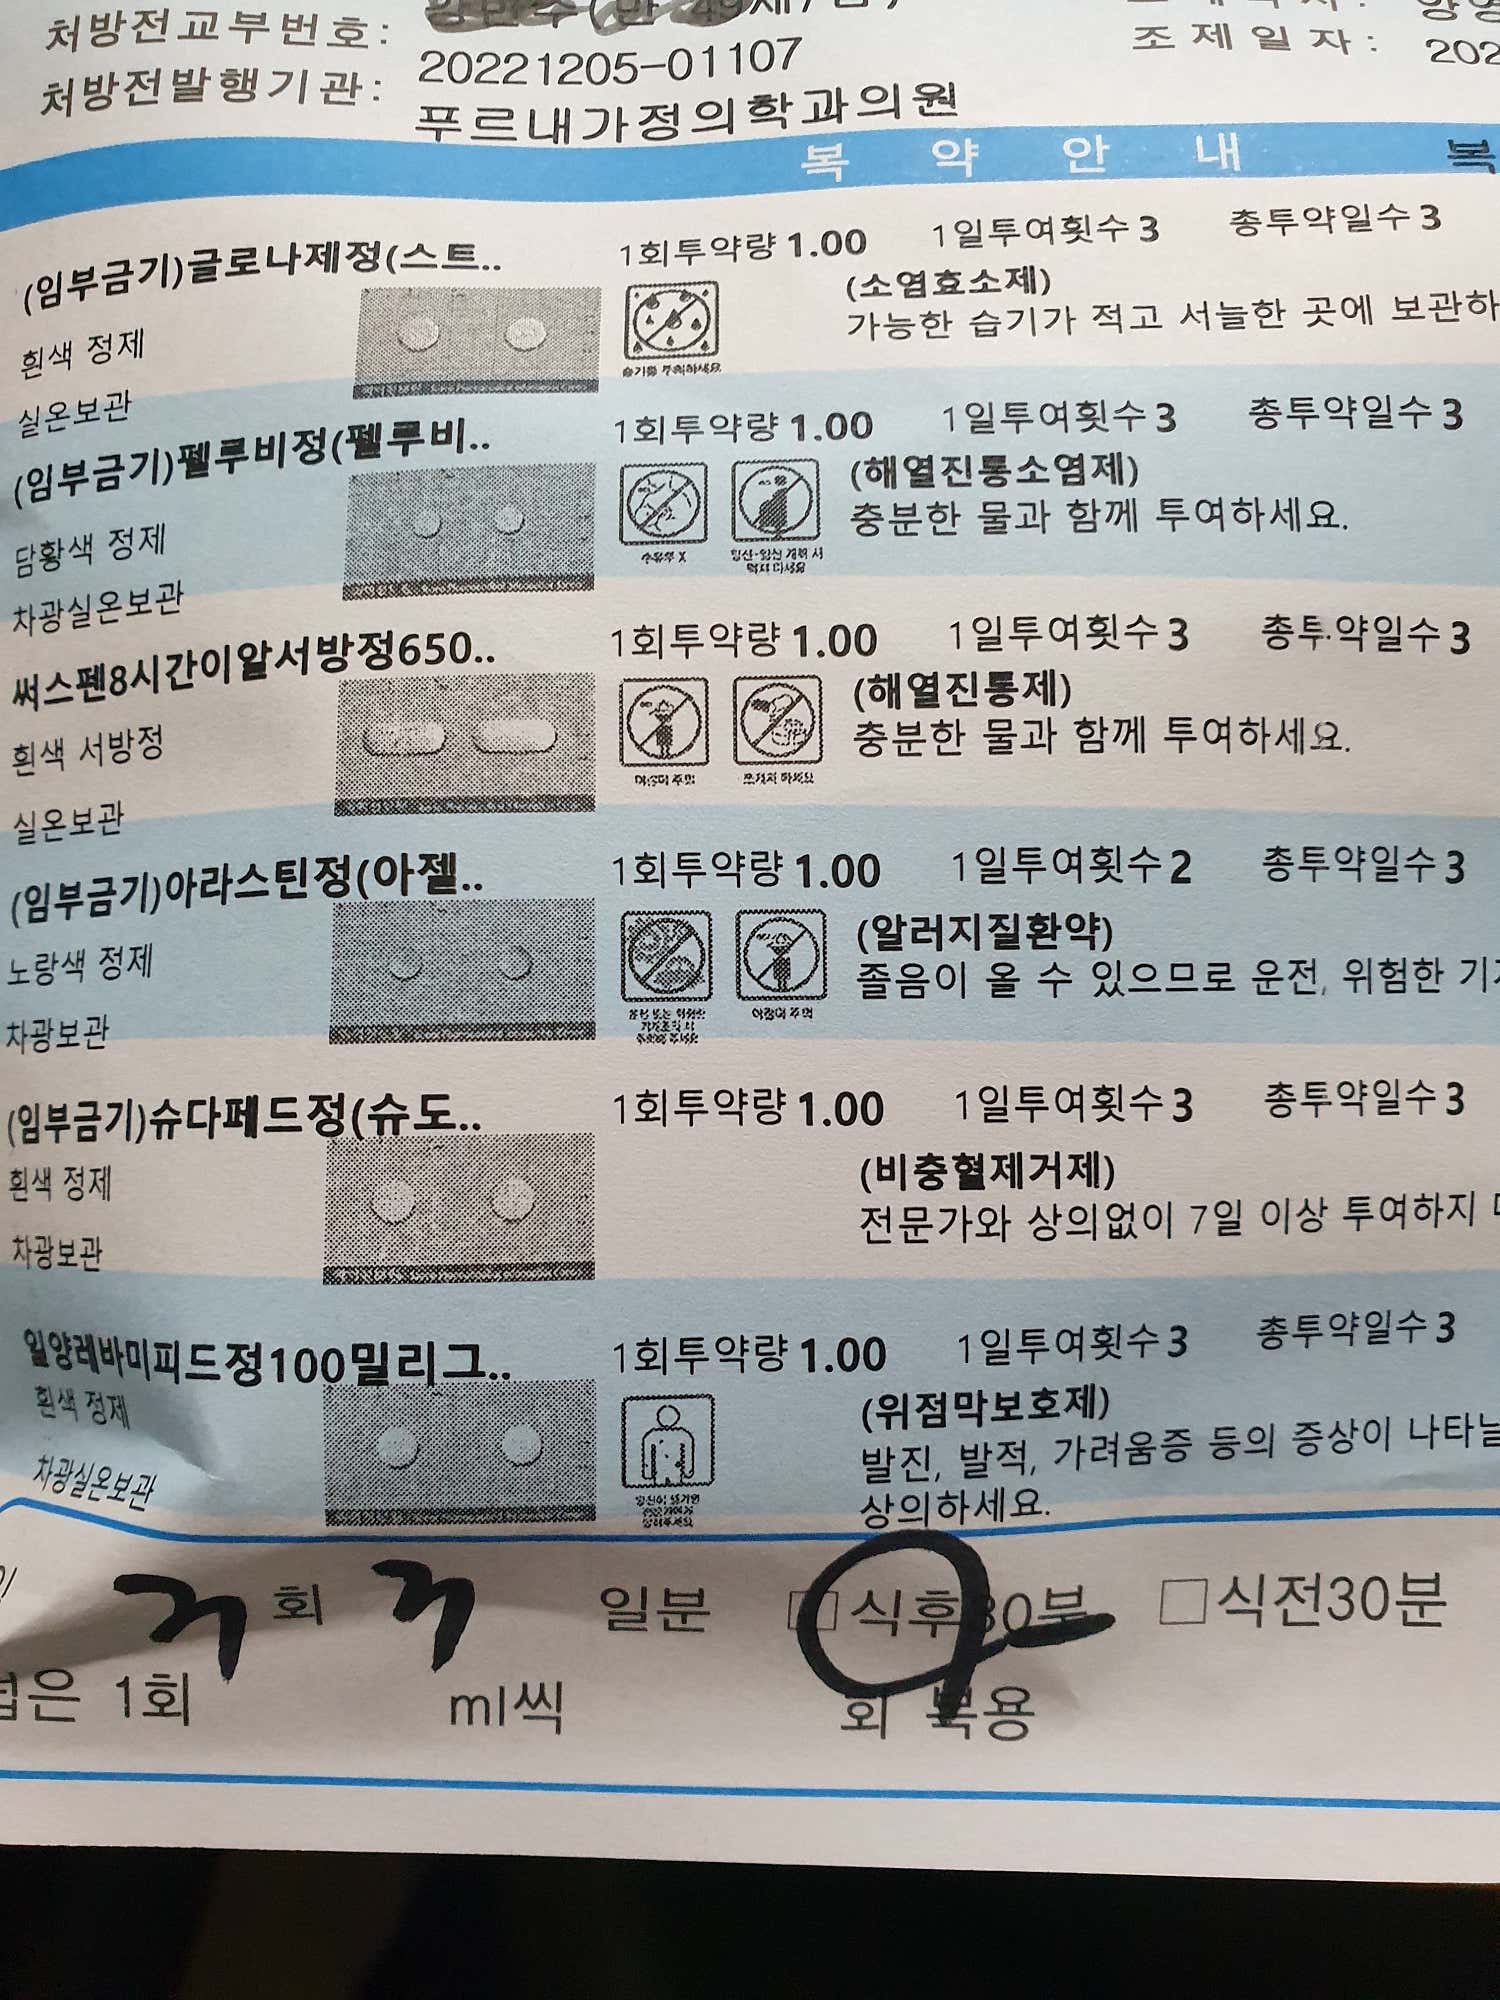 처방전교부번호: 20221205-01107
조제일자: 202
처방전발행기관: 푸르내가정의학과의원
복 약 안 내 복
(임부금기)글로나제정(스트.. 1회투약량 1.00 1일투여횟수 3 총투약일수 3
(소염효소제)
흰색 정제 가능한 습기가 적고 서늘한 곳에 보관하
실온보관
(임부금기)펠루비정(펠루비.. 1회투약량 1.00 1일투여횟수 3 총투약일수 3
(해열진통소염제)
담황색 정제 충분한 물과 함께 투여하세요.
수유부 X
차광실온보관
써스펜8시간이알서방정650.. 1회투약량 1.00 1일투여횟수 3 총투약일수 3
(해열진통제)
흰색 서방정 충분한 물과 함께 투여하세요.
실온보관
(임부금기)아라스틴정(아젤.. 1회투약량 1.00 1일투여횟수 2 총투약일수 3
(알러지질환약)
노랑색 정제 졸음이 올 수 있으므로 운전, 위험한
차광보관
(임부금기)슈다페드정(슈도.. 1회투약량 1.00 1일투여횟수 3 총투약일수 3
(비충혈제거제)
흰색 정제 전문가와 상의없이 7일 이상 투여하지
차광보관
일양레바미피드정100밀리그.. 1회투약량 1.00 1일투여횟수 3 총투약일수 3
(위점막보호제)
흰색 정제 발진, 발적, 가려움증 등의 증상이 나타날
차광실온보관 상의하세요.
3 회 3 일분 □식후30분 □식전30분
1회 ml씩 회 복용